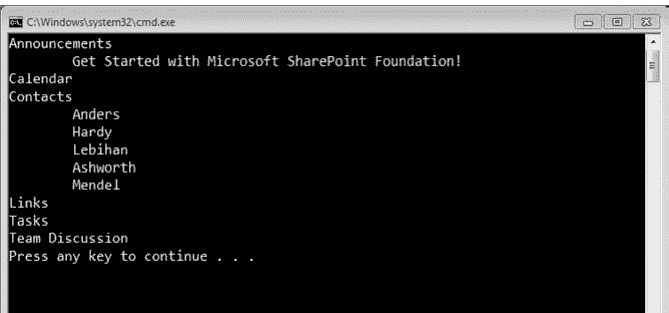 C:\Windows\system32\cmd.exe
Announcements
Get Started with Microsoft SharePoint Foundation!
Calendar
Contacts
Anders
Hardy
Lebihan
Ashworth
Mendel
Links
Tasks
Team Discussion
Press any key to continue . . .